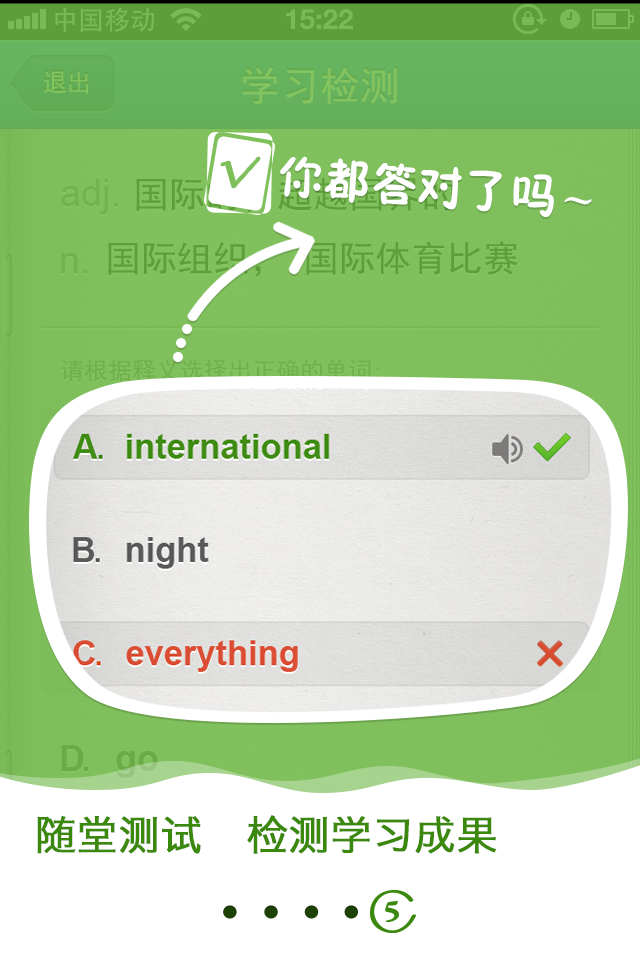 中国移动 15:22
退出 学习检测
你都答对了吗~
adj. 国际的,超越国界的
n. 国际组织, 国际体育比赛
请根据释义选择出正确的单词:
A. international
B. night
C. everything
D. go
随堂测试 检测学习成果
5